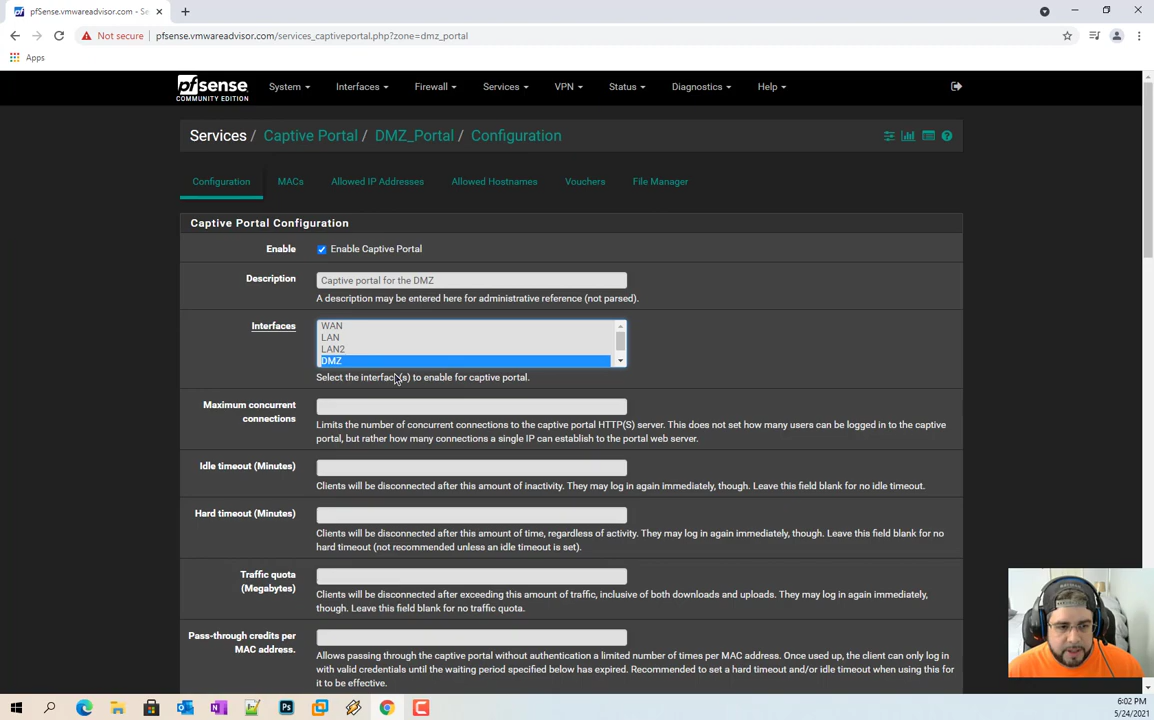 pfSense.vmwareadvisor.com - Se
Not secure
pfsense.vmwareadvisor.com/services_captiveportal.php?zone=dmz_portal
Apps
pfsense
COMMUNITY EDITION
System
Interfaces
Firewall
Services
VPN
Status
Diagnostics
Help
Services / Captive Portal / DMZ_Portal / Configuration
Configuration
MACs
Allowed IP Addresses
Allowed Hostnames
Vouchers
File Manager
Captive Portal Configuration
Enable
Enable Captive Portal
Description
Captive portal for the DMZ
A description may be entered here for administrative reference (not parsed).
Interfaces
WAN
LAN
LAN2
DMZ
Select the interface(s) to enable for captive portal.
Maximum concurrent
connections
Limits the number of concurrent connections to the captive portal HTTP(S) server. This does not set how many users can be logged in to the captive
portal, but rather how many connections a single IP can establish to the portal web server.
Idle timeout (Minutes)
Clients will be disconnected after this amount of inactivity. They may log in again immediately, though. Leave this field blank for no idle timeout.
Hard timeout (Minutes)
Clients will be disconnected after this amount of time, regardless of activity. They may log in again immediately, though. Leave this field blank for no
hard timeout (not recommended unless an idle timeout is set).
Traffic quota
(Megabytes)
Clients will be disconnected after exceeding this amount of traffic, inclusive of both downloads and uploads. They may log in again immediately,
though. Leave this field blank for no traffic quota.
Pass-through credits per
MAC address.
Allows passing through the captive portal without authentication a limited number of times per MAC address. Once used up, the client can only log in
with valid credentials until the waiting period specified below has expired. Recommended to set a hard timeout and/or idle timeout when using this for
it to be effective.
Ps
6:02 PM
5/24/2021